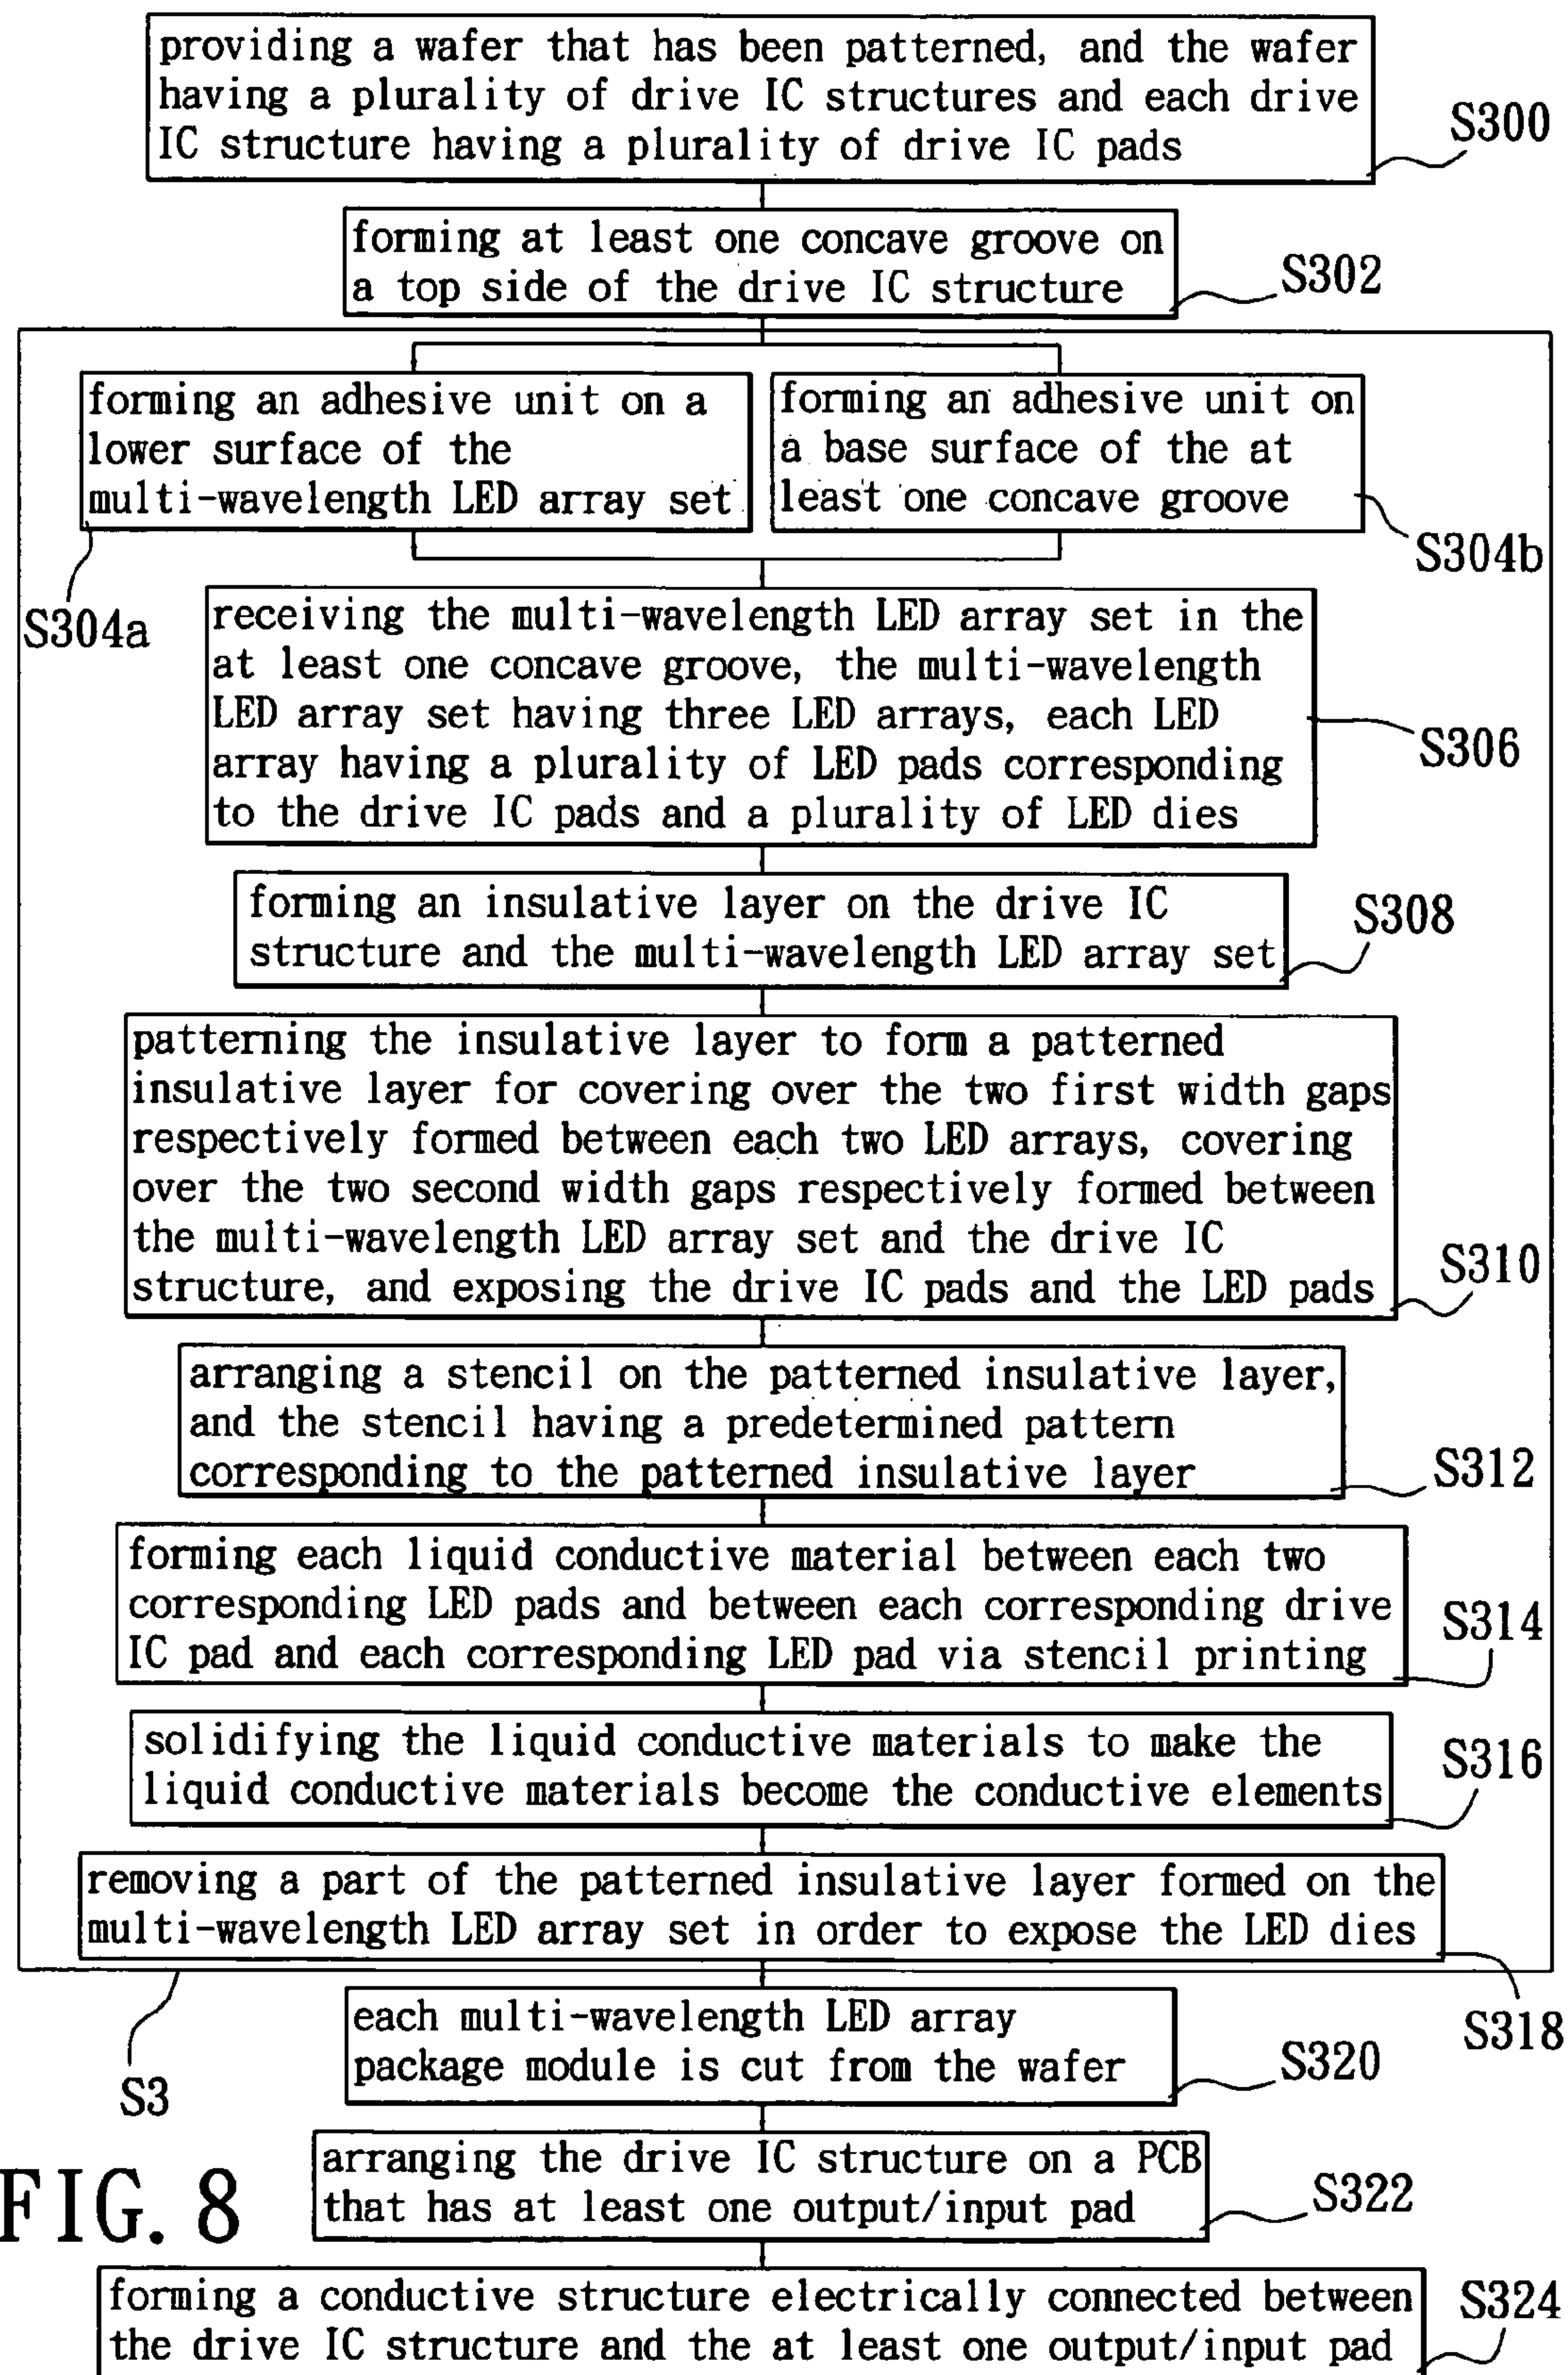 providing a wafer that has been patterned, and the wafer
having a plurality of drive IC structures and each drive
IC structure having a plurality of drive IC pads
S300
forming at least one concave groove on
a top side of the drive IC structure
S302
forming an adhesive unit on a
lower surface of the
multi-wavelength LED array set
S304a
forming an adhesive unit on
a base surface of the at
least one concave groove
S304b
receiving the multi-wavelength LED array set in the
at least one concave groove, the multi-wavelength
LED array set having three LED arrays, each LED
array having a plurality of LED pads corresponding
to the drive IC pads and a plurality of LED dies
S306
forming an insulative layer on the drive IC
structure and the multi-wavelength LED array set
S308
patterning the insulative layer to form a patterned
insulative layer for covering over the two first width gaps
respectively formed between each two LED arrays, covering
over the two second width gaps respectively formed between
the multi-wavelength LED array set and the drive IC
structure, and exposing the drive IC pads and the LED pads
S310
arranging a stencil on the patterned insulative layer,
and the stencil having a predetermined pattern
corresponding to the patterned insulative layer
S312
forming each liquid conductive material between each two
corresponding LED pads and between each corresponding drive
IC pad and each corresponding LED pad via stencil printing
S314
solidifying the liquid conductive materials to make the
liquid conductive materials become the conductive elements
S316
removing a part of the patterned insulative layer formed on the
multi-wavelength LED array set in order to expose the LED dies
S318
S3
each multi-wavelength LED array
package module is cut from the wafer
S320
arranging the drive IC structure on a PCB
that has at least one output/input pad
S322
FIG. 8
forming a conductive structure electrically connected between
the drive IC structure and the at least one output/input pad
S324